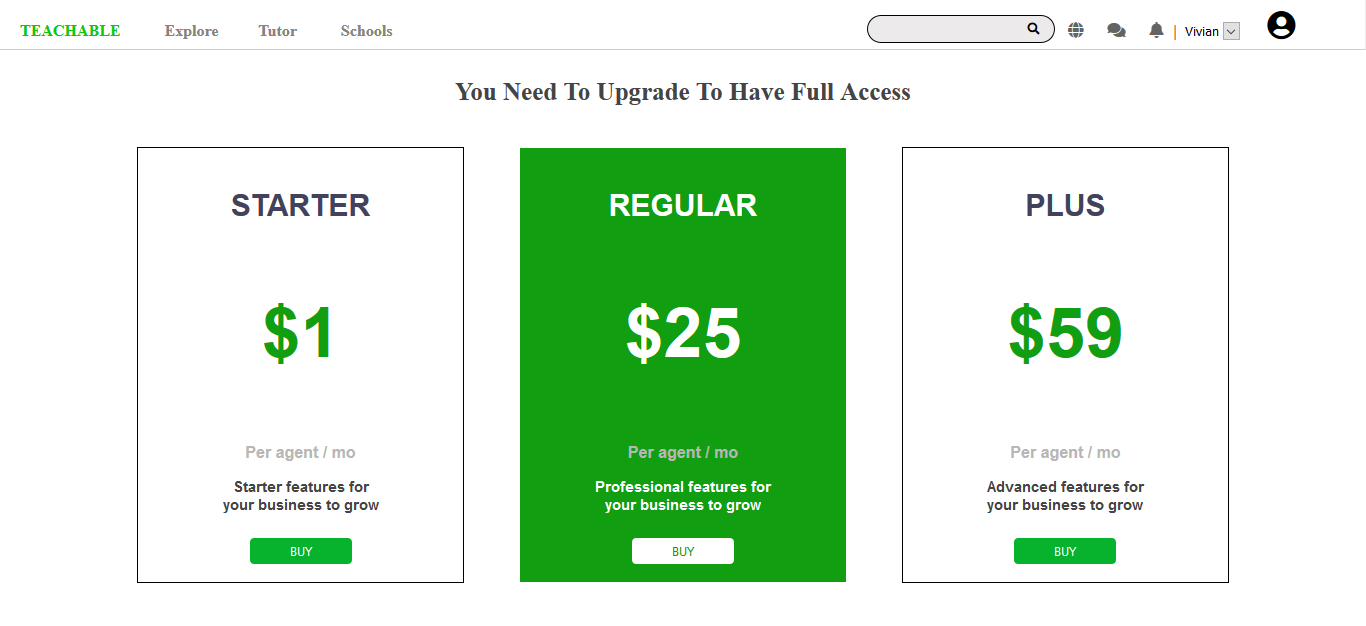 TEACHABLE Explore Tutor Schools | Vivian
You Need To Upgrade To Have Full Access
STARTER
$1
Per agent / mo
Starter features for
your business to grow
BUY
REGULAR
$25
Per agent / mo
Professional features for
your business to grow
BUY
PLUS
$59
Per agent / mo
Advanced features for
your business to grow
BUY